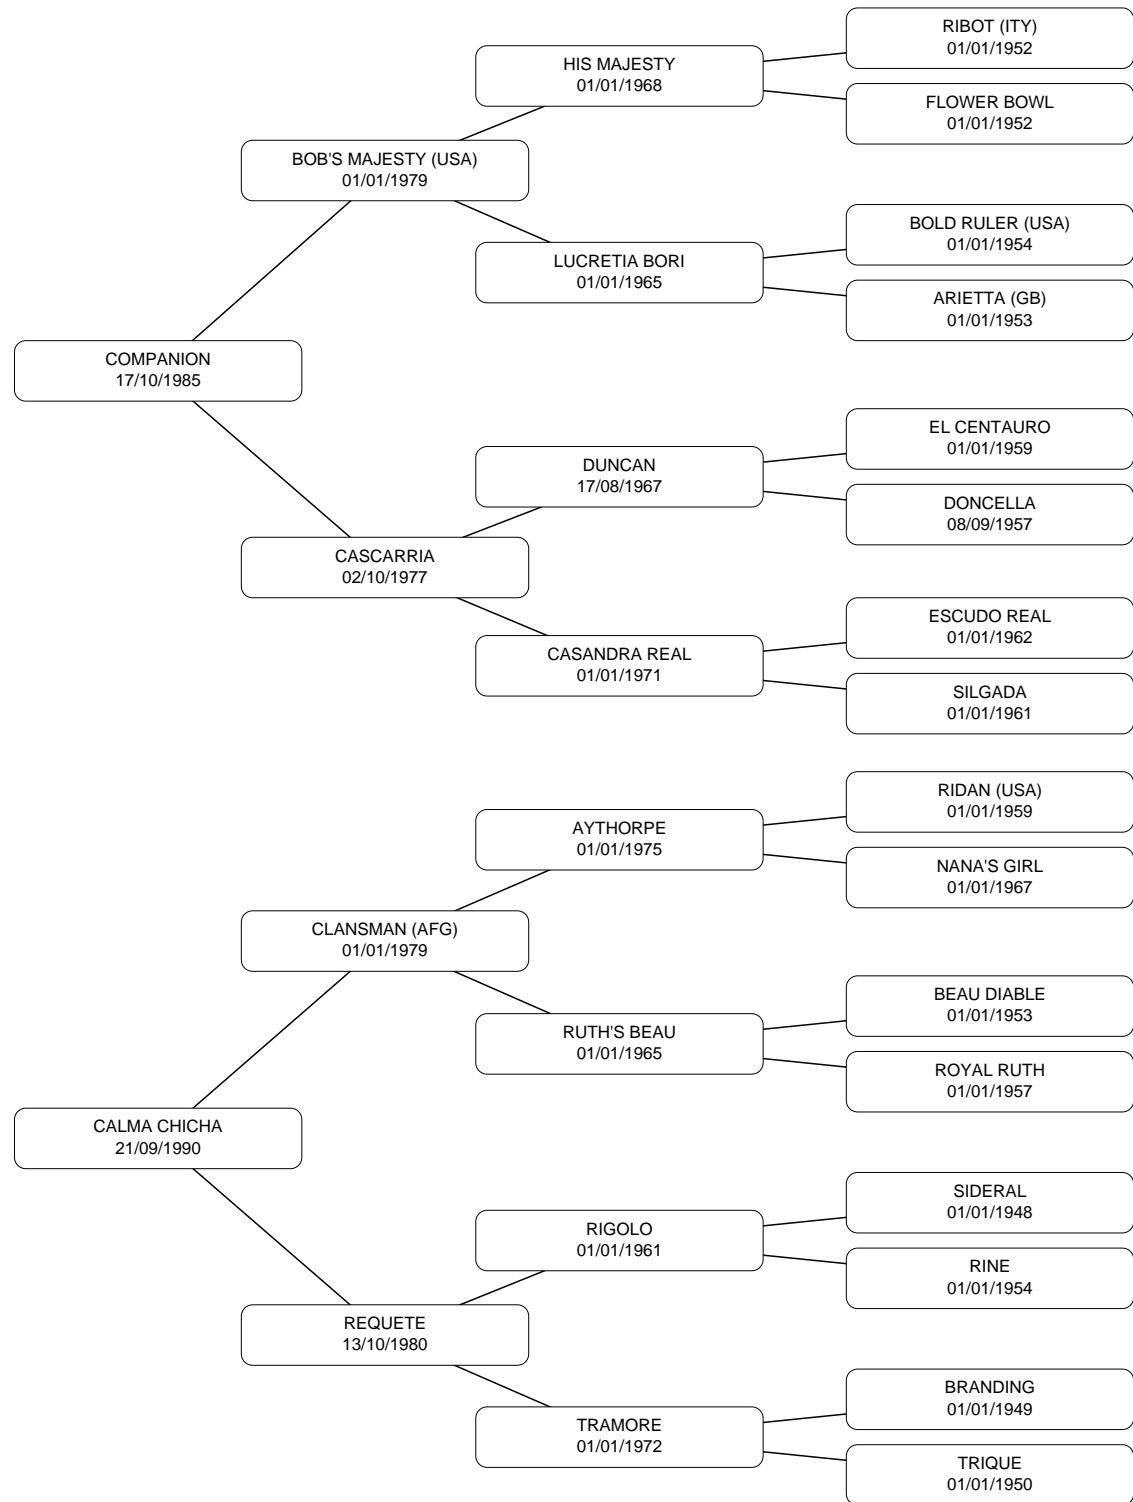 RIBOT (ITY)
01/01/1952
HIS MAJESTY
01/01/1968
FLOWER BOWL
01/01/1952
BOB'S MAJESTY (USA)
01/01/1979
BOLD RULER (USA)
01/01/1954
LUCRETIA BORI
01/01/1965
ARIETTA (GB)
01/01/1953
COMPANION
17/10/1985
EL CENTAURO
01/01/1959
DUNCAN
17/08/1967
DONCELLA
08/09/1957
CASCARRIA
02/10/1977
ESCUDO REAL
01/01/1962
CASANDRA REAL
01/01/1971
SILGADA
01/01/1961
RIDAN (USA)
01/01/1959
AYTHORPE
01/01/1975
NANA'S GIRL
01/01/1967
CLANSMAN (AFG)
01/01/1979
BEAU DIABLE
01/01/1953
RUTH'S BEAU
01/01/1965
ROYAL RUTH
01/01/1957
CALMA CHICHA
21/09/1990
SIDERAL
01/01/1948
RIGOLO
01/01/1961
RINE
01/01/1954
REQUETE
13/10/1980
BRANDING
01/01/1949
TRAMORE
01/01/1972
TRIQUE
01/01/1950